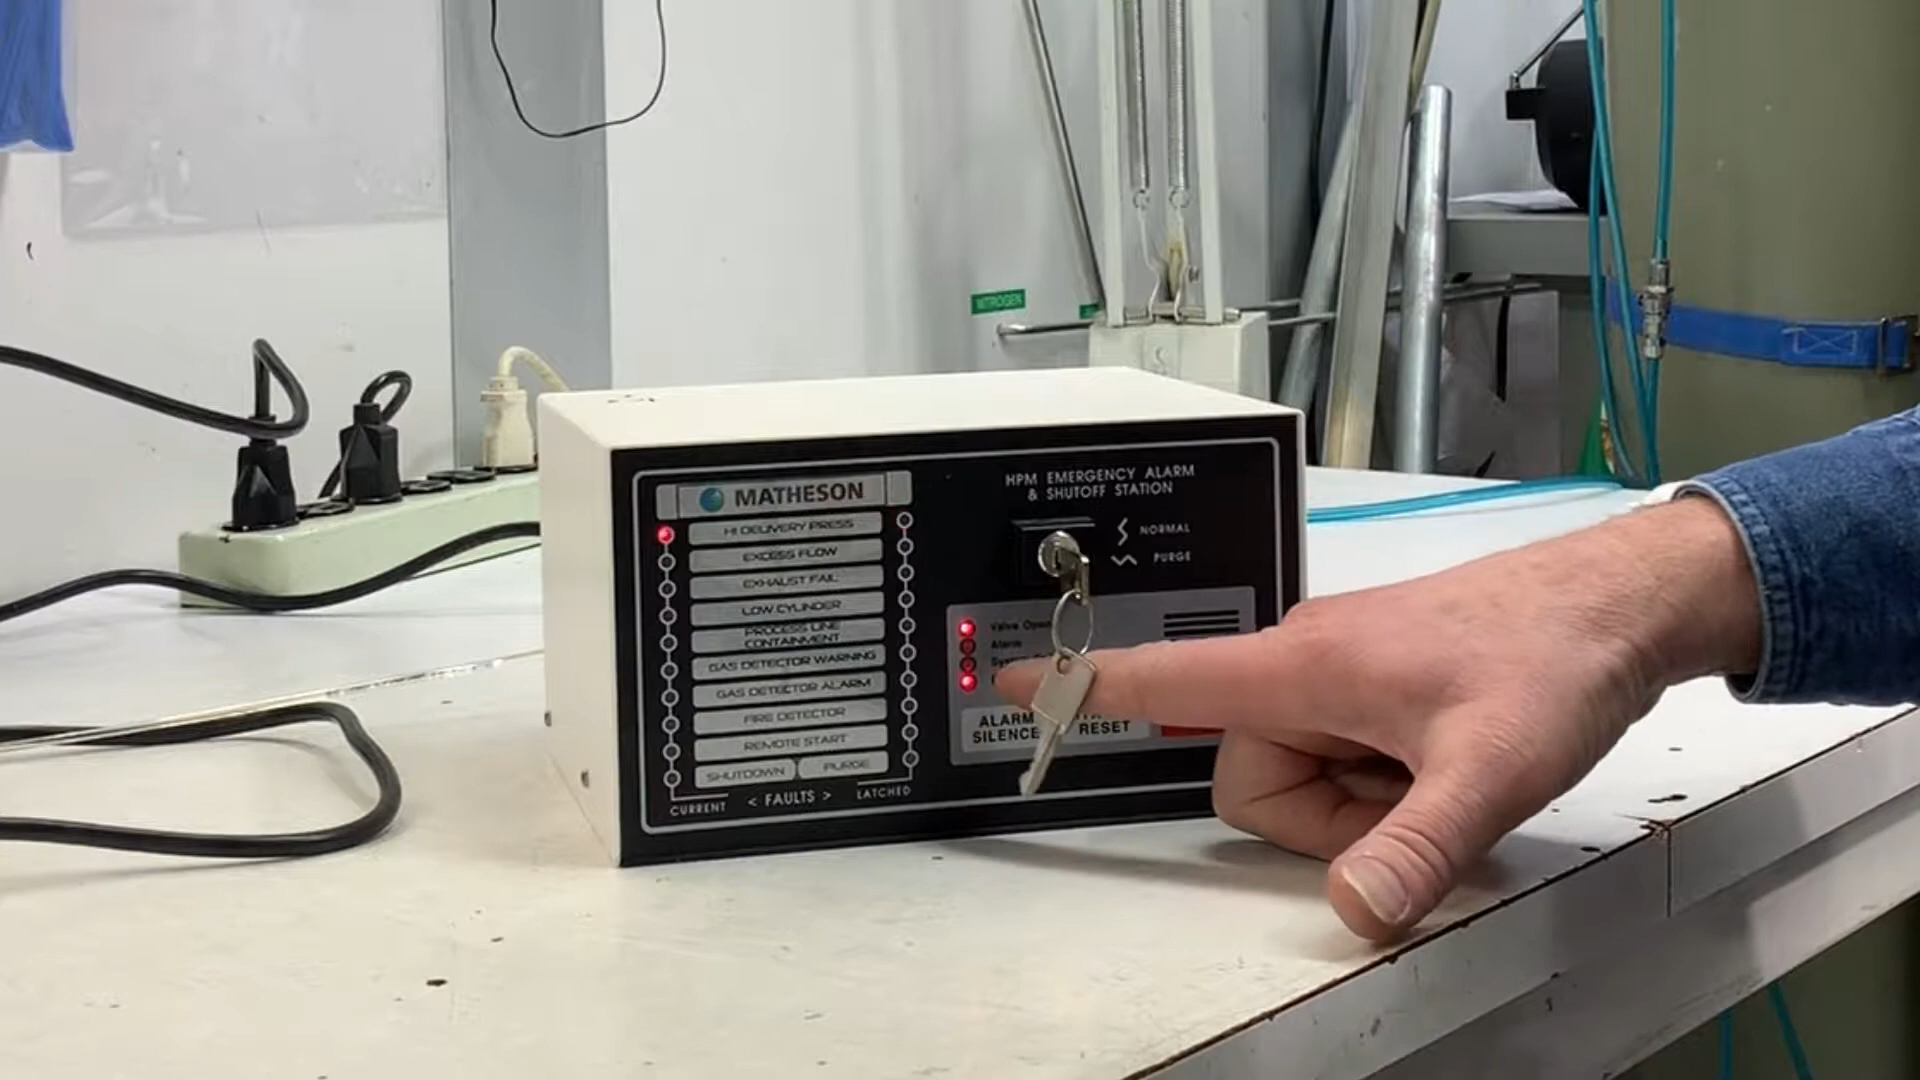 NITROGEN
MATHESON
HI DELIVERY PRESS
EXCESS FLOW
EXHAUST FAIL
LOW CYLINDER
PROCESS LINE
CONTAINMENT
GAS DETECTOR WARNING
GAS DETECTOR ALARM
FIRE DETECTOR
REMOTE START
SHUTDOWN PURGE
CURRENT < FAULTS > LATCHED
HPM EMERGENCY ALARM
& SHUTOFF STATION
NORMAL
PURGE
Valve Open
Alarm
ALARM
SILENCE RESET